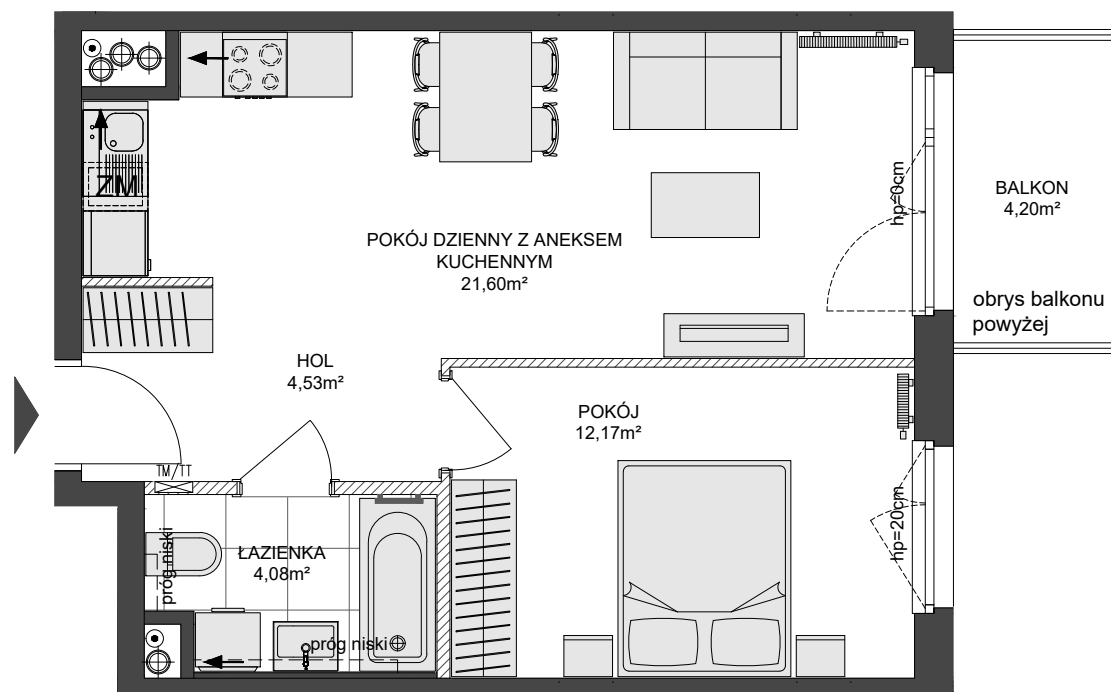 ZM
POKÓJ DZIENNY Z ANEKSEM
KUCHENNYM
21,60m²
hp=0cm
BALKON
4,20m²
obrys balkonu
powyżej
HOL
4,53m²
POKÓJ
12,17m²
hp=20cm
TM/TT
ŁAZIENKA
4,08m²
próg niski
próg niski